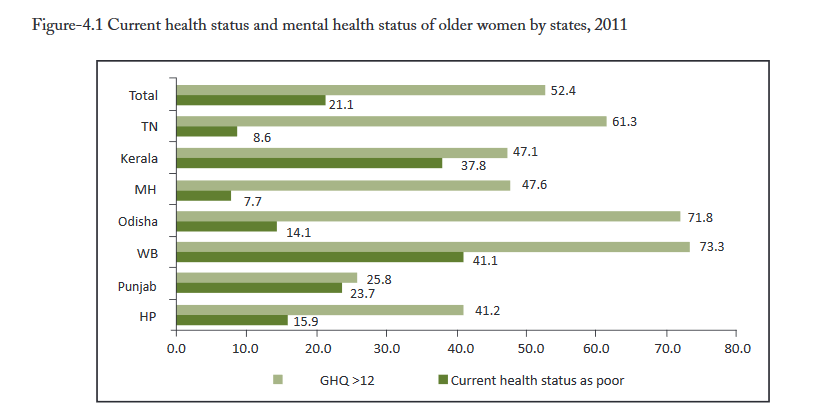 Figure-4.1 Current health status and mental health status of older women by states, 2011
Total
52.4
21.1
TN
61.3
8.6
Kerala
47.1
37.8
MH
47.6
7.7
Odisha
71.8
14.1
WB
73.3
41.1
Punjab
25.8
23.7
HP
41.2
15.9
0.0 10.0 20.0 30.0 40.0 50.0 60.0 70.0 80.0
GHQ >12 Current health status as poor